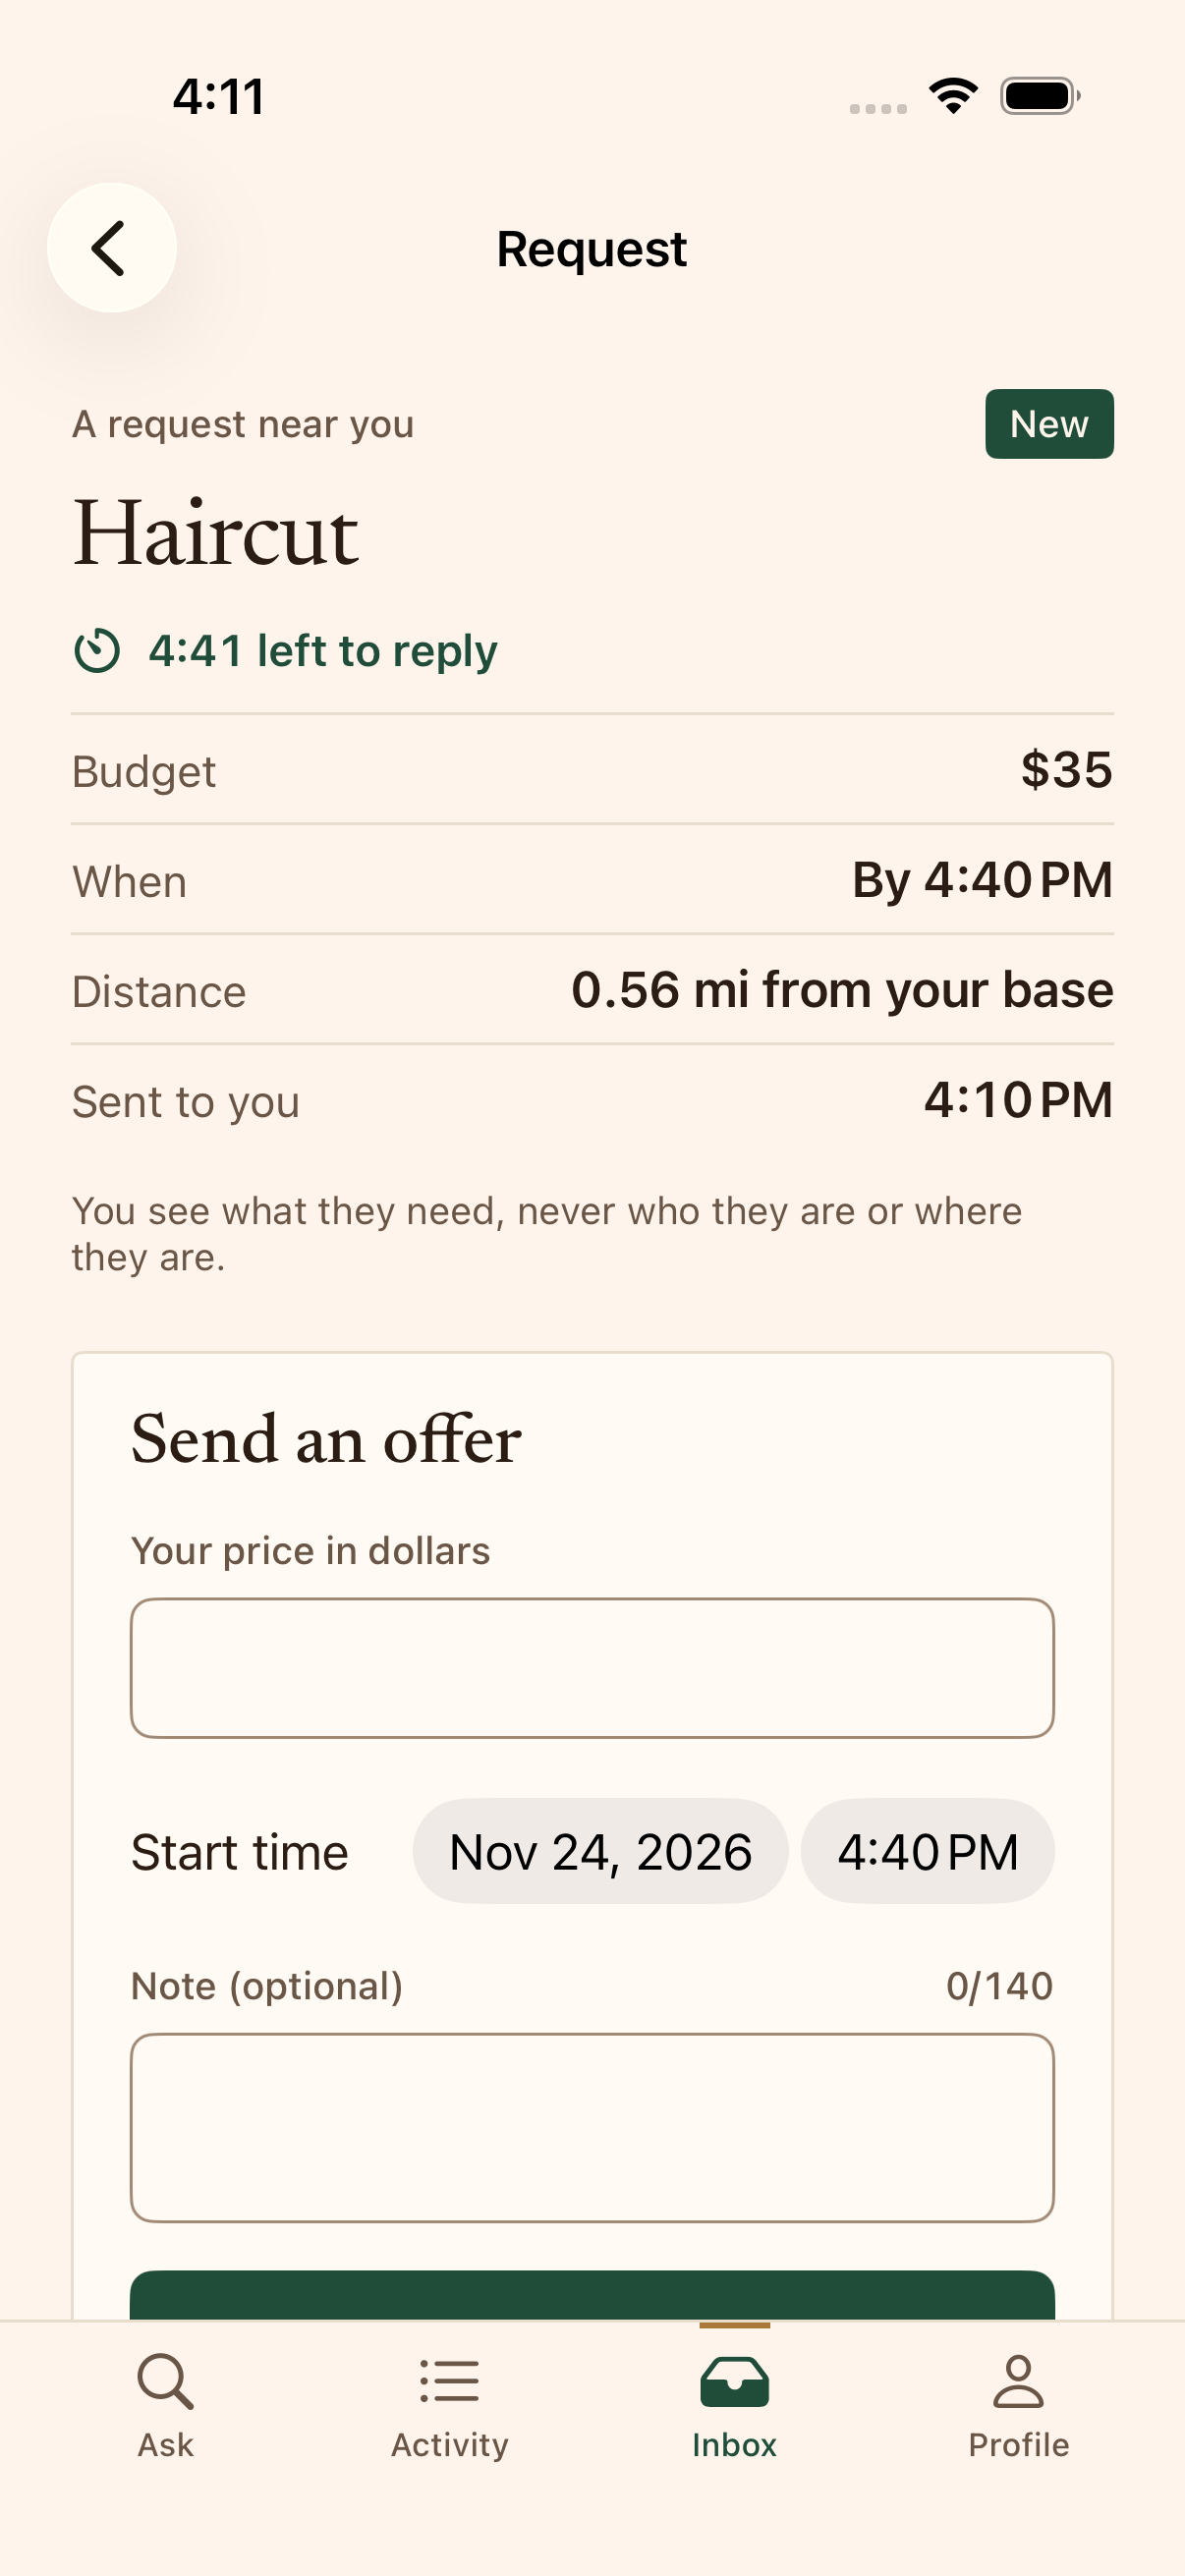 4:11
Request
A request near you
New
Haircut
4:41 left to reply
Budget
$35
When
By 4:40 PM
Distance
0.56 mi from your base
Sent to you
4:10 PM
You see what they need, never who they are or where
they are.
Send an offer
Your price in dollars
Start time
Nov 24, 2026
4:40 PM
Note (optional)
0/140
Ask
Activity
Inbox
Profile